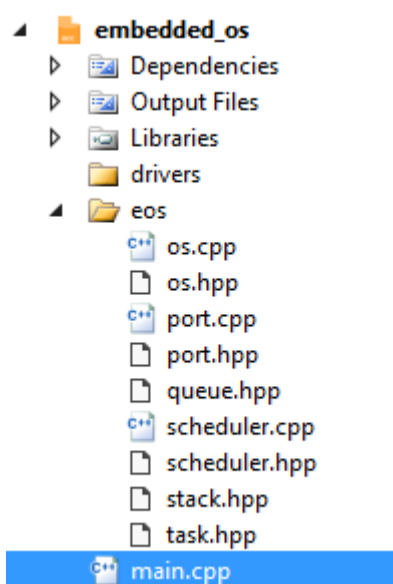 embedded_os
Dependencies
Output Files
Libraries
drivers
eos
C++ os.cpp
os.hpp
C++ port.cpp
port.hpp
queue.hpp
C++ scheduler.cpp
scheduler.hpp
stack.hpp
task.hpp
C++ main.cpp